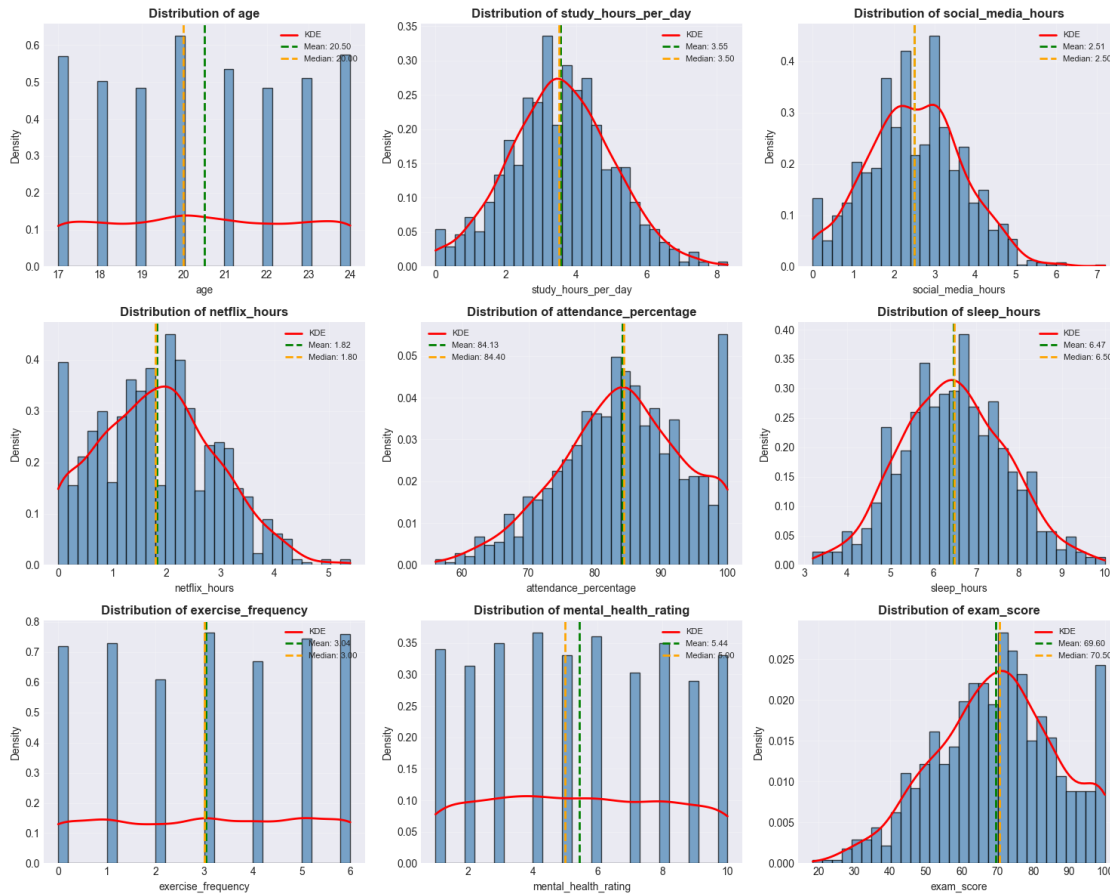 Distribution of age
KDE
Mean: 20.50
Median: 20.00
Density
0.6
0.5
0.4
0.3
0.2
0.1
0.0
17 18 19 20 21 22 23 24
age
Distribution of study_hours_per_day
KDE
Mean: 3.55
Median: 3.50
Density
0.35
0.30
0.25
0.20
0.15
0.10
0.05
0.00
0 2 4 6 8
study_hours_per_day
Distribution of social_media_hours
KDE
Mean: 2.51
Median: 2.50
Density
0.4
0.3
0.2
0.1
0.0
0 1 2 3 4 5 6 7
social_media_hours
Distribution of netflix_hours
KDE
Mean: 1.82
Median: 1.80
Density
0.4
0.3
0.2
0.1
0.0
0 1 2 3 4 5
netflix_hours
Distribution of attendance_percentage
KDE
Mean: 84.13
Median: 84.40
Density
0.05
0.04
0.03
0.02
0.01
0.00
60 70 80 90 100
attendance_percentage
Distribution of sleep_hours
KDE
Mean: 6.47
Median: 6.50
Density
0.40
0.35
0.30
0.25
0.20
0.15
0.10
0.05
0.00
3 4 5 6 7 8 9 10
sleep_hours
Distribution of exercise_frequency
KDE
Mean: 3.04
Median: 3.00
Density
0.8
0.7
0.6
0.5
0.4
0.3
0.2
0.1
0.0
0 1 2 3 4 5 6
exercise_frequency
Distribution of mental_health_rating
KDE
Mean: 5.44
Median: 5.00
Density
0.35
0.30
0.25
0.20
0.15
0.10
0.05
0.00
2 4 6 8 10
mental_health_rating
Distribution of exam_score
KDE
Mean: 69.60
Median: 70.50
Density
0.025
0.020
0.015
0.010
0.005
0.000
20 30 40 50 60 70 80 90 100
exam_score